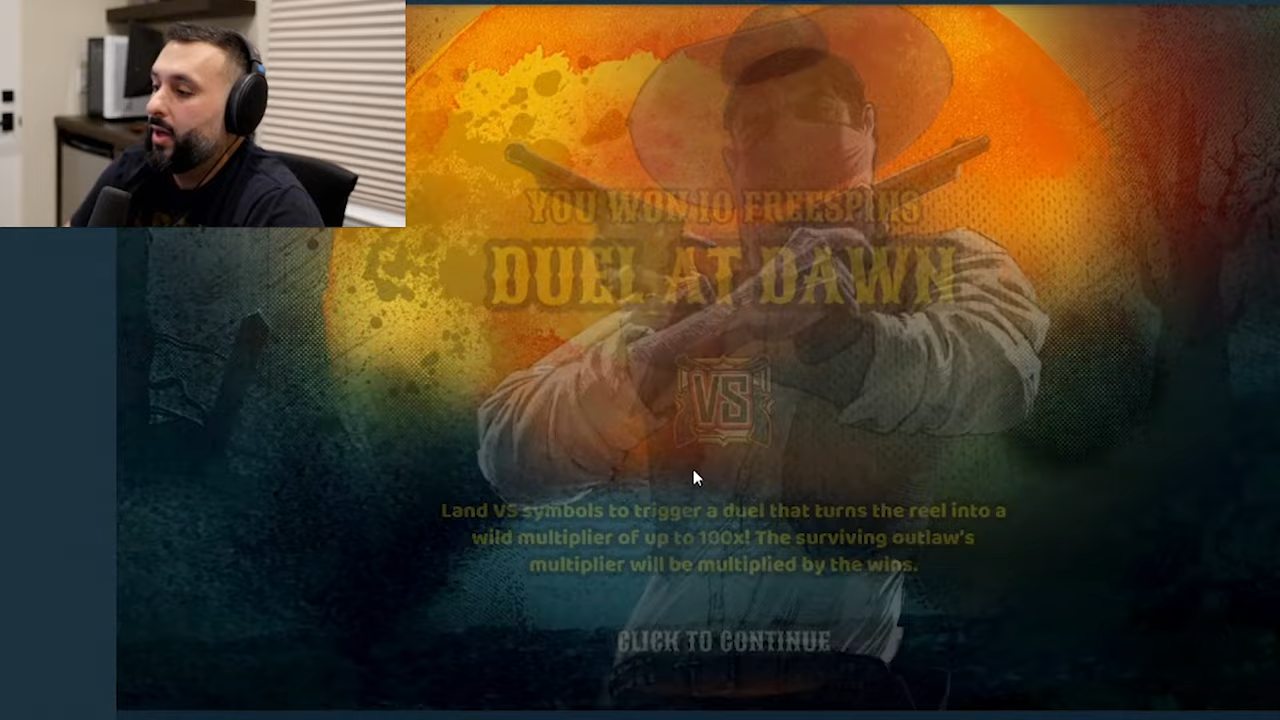 YOU WON 10 FREESPINS
DUEL AT DAWN
VS
Land VS symbols to trigger a duel that turns the reel into a
wild multiplier of up to 100x! The surviving outlaw's
multiplier will be multiplied by the wins.
CLICK TO CONTINUE